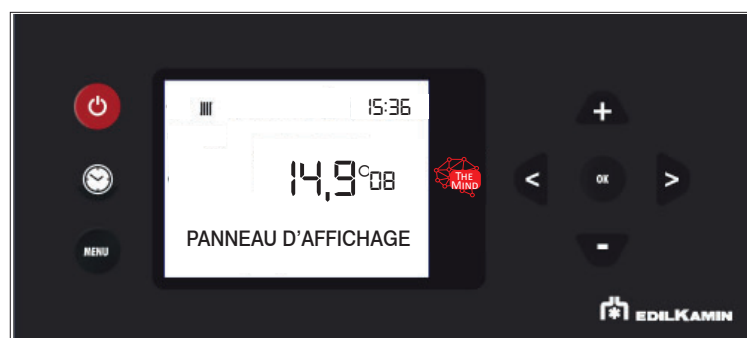 15:36
14,9°C08
THE
MIND
PANNEAU D'AFFICHAGE
MENU
< OK >
+
-
EDILKAMIN